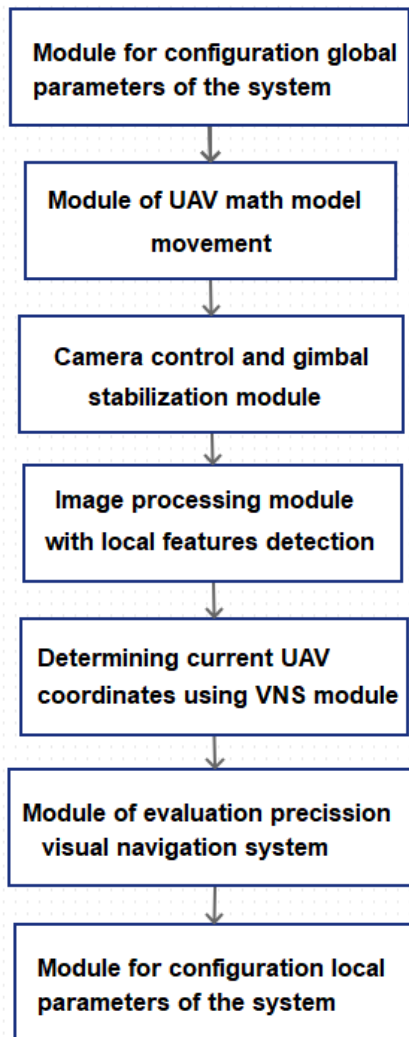 Module for configuration global
parameters of the system
Module of UAV math model
movement
Camera control and gimbal
stabilization module
Image processing module
with local features detection
Determining current UAV
coordinates using VNS module
Module of evaluation precission
visual navigation system
Module for configuration local
parameters of the system